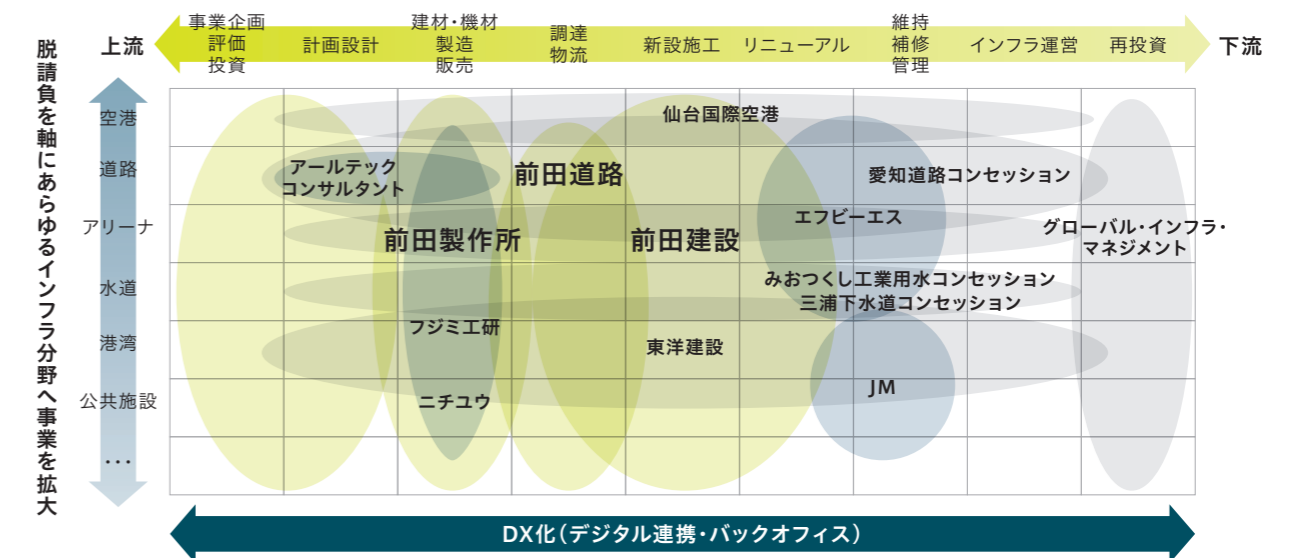 脱請負を軸にあらゆるインフラ分野へ事業を拡大
上流
事業企画
評価
投資
計画設計
建材・機材
製造
販売
調達
物流
新設施工
リニューアル
維持
補修
管理
インフラ運営
再投資
下流
空港
道路
アリーナ
水道
港湾
公共施設
...
仙台国際空港
アールテック
コンサルタント
前田道路
愛知道路コンセッション
エフビーエス
前田製作所
前田建設
グローバル・インフラ・
マネジメント
みおつくし工業用水コンセッション
三浦下水道コンセッション
フジミ工研
東洋建設
JM
ニチユウ
DX化(デジタル連携・バックオフィス)